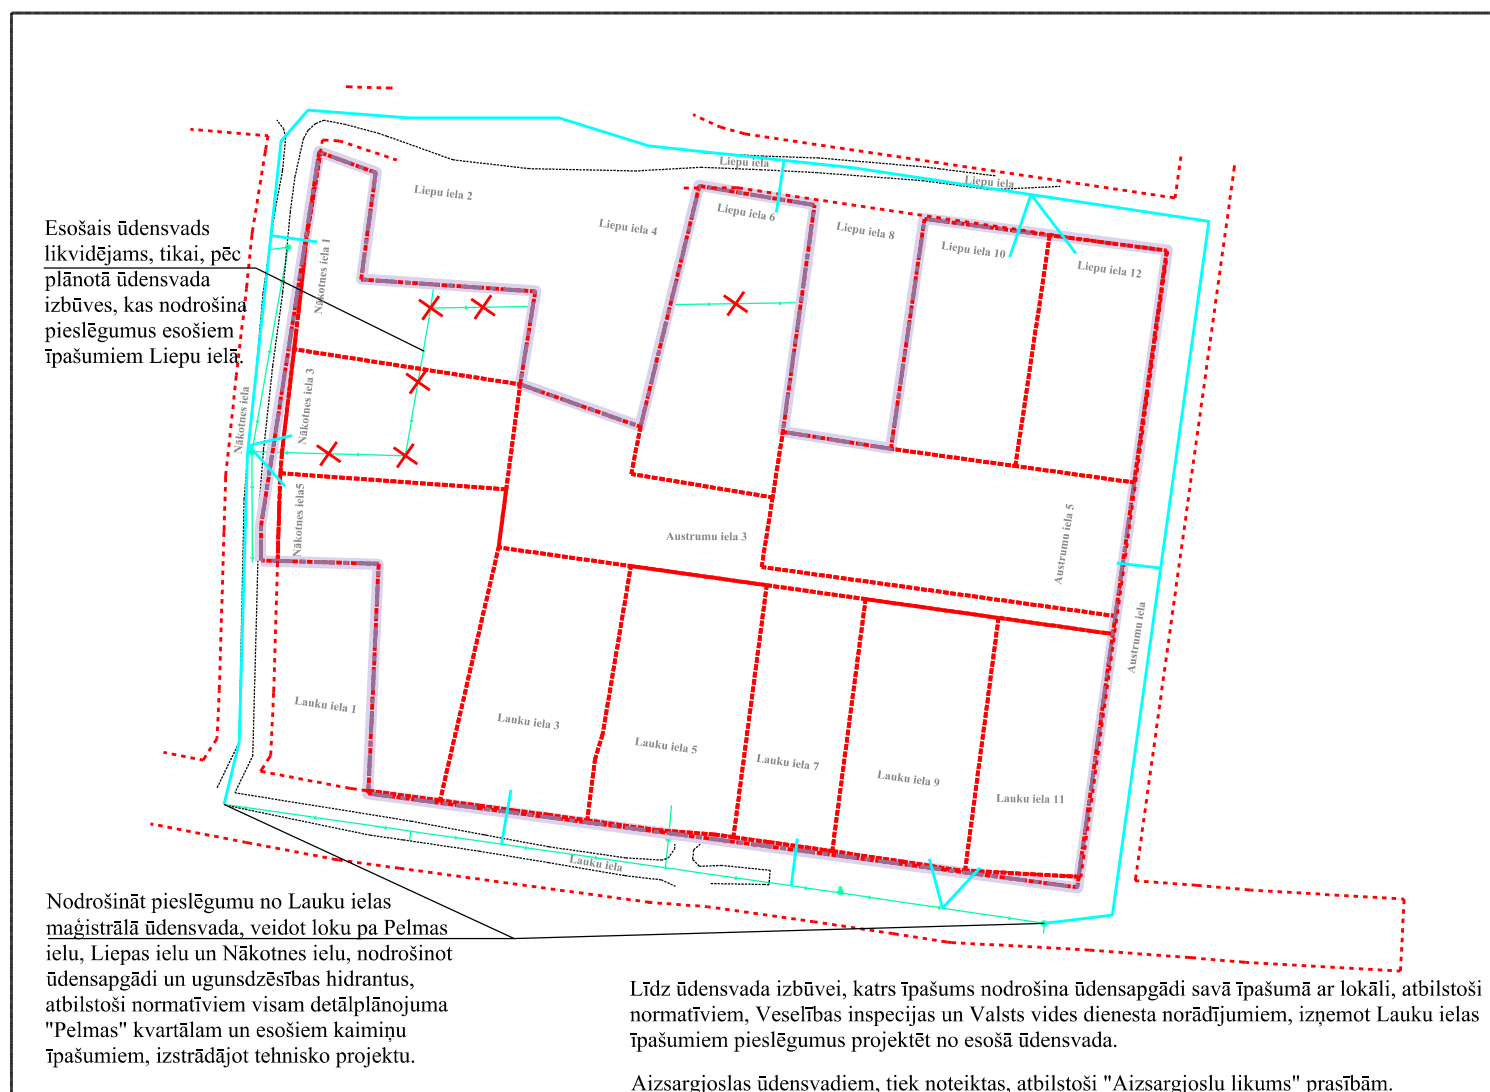 Liepu iela
Liepu iela
Liepu iela 2
Liepu iela 4
Liepu iela 6
Liepu iela 8
Liepu iela 10
Liepu iela 12
Esošais ūdensvads
likvidējams, tikai, pēc
plānotā ūdensvada
izbūves, kas nodrošina
pieslēgumus esošiem
īpašumiem Liepu ielā.
Nākotnes iela 1
Nākotnes iela 3
Nākotnes iela
Nākotnes iela5
Austrumu iela 3
Austrumu iela 5
Austrumu iela
Lauku iela 1
Lauku iela 3
Lauku iela 5
Lauku iela 7
Lauku iela 9
Lauku iela 11
Lauku iela
Nodrošināt pieslēgumu no Lauku ielas
maģistrālā ūdensvada, veidot loku pa Pelmas
ielu, Liepas ielu un Nākotnes ielu, nodrošinot
ūdensapgādi un ugunsdzēsības hidrantus,
atbilstoši normatīviem visam detālplānojuma
"Pelmas" kvartālam un esošiem kaimiņu
īpašumiem, izstrādājot tehnisko projektu.
Līdz ūdensvada izbūvei, katrs īpašums nodrošina ūdensapgādi savā īpašumā ar lokāli, atbilstoši
normatīviem, Veselības inspecijas un Valsts vides dienesta norādījumiem, izņemot Lauku ielas
īpašumiem pieslēgumus projektēt no esošā ūdensvada.
Aizsargjoslas ūdensvadiem, tiek noteiktas, atbilstoši "Aizsargjoslu likums" prasībām.